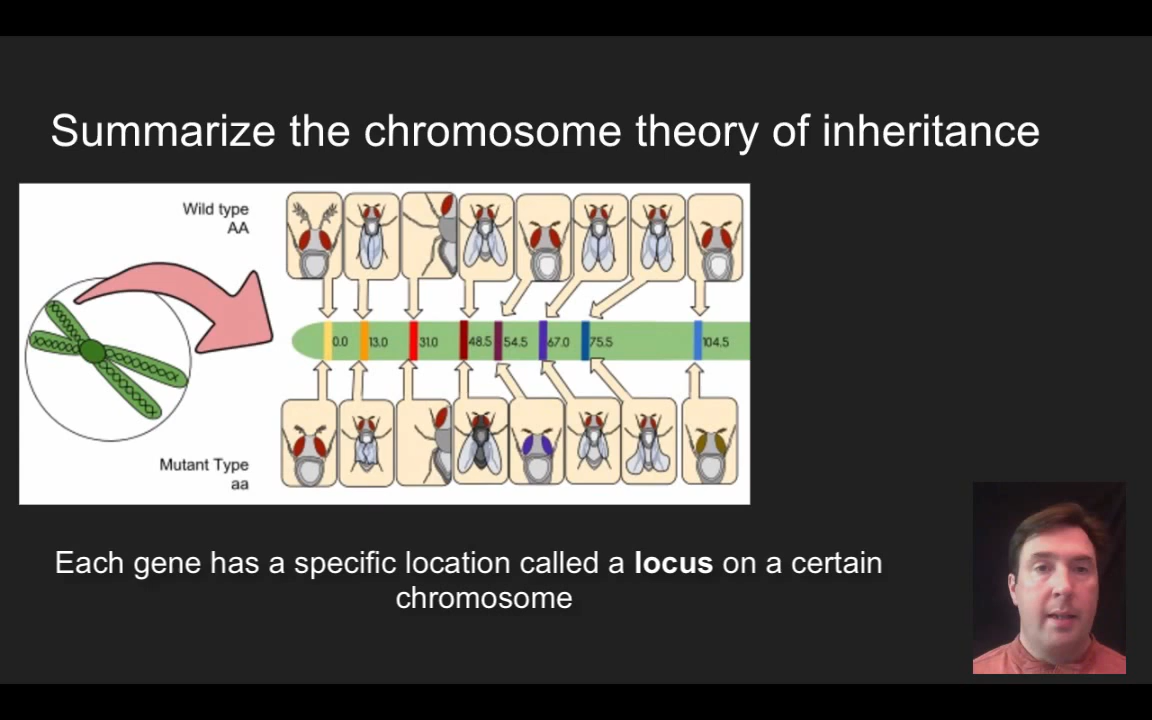 Summarize the chromosome theory of inheritance
Wild type
AA
0.0 13.0 31.0 48.5 54.5 67.0 75.5 104.5
Mutant Type
aa
Each gene has a specific location called a locus on a certain
chromosome